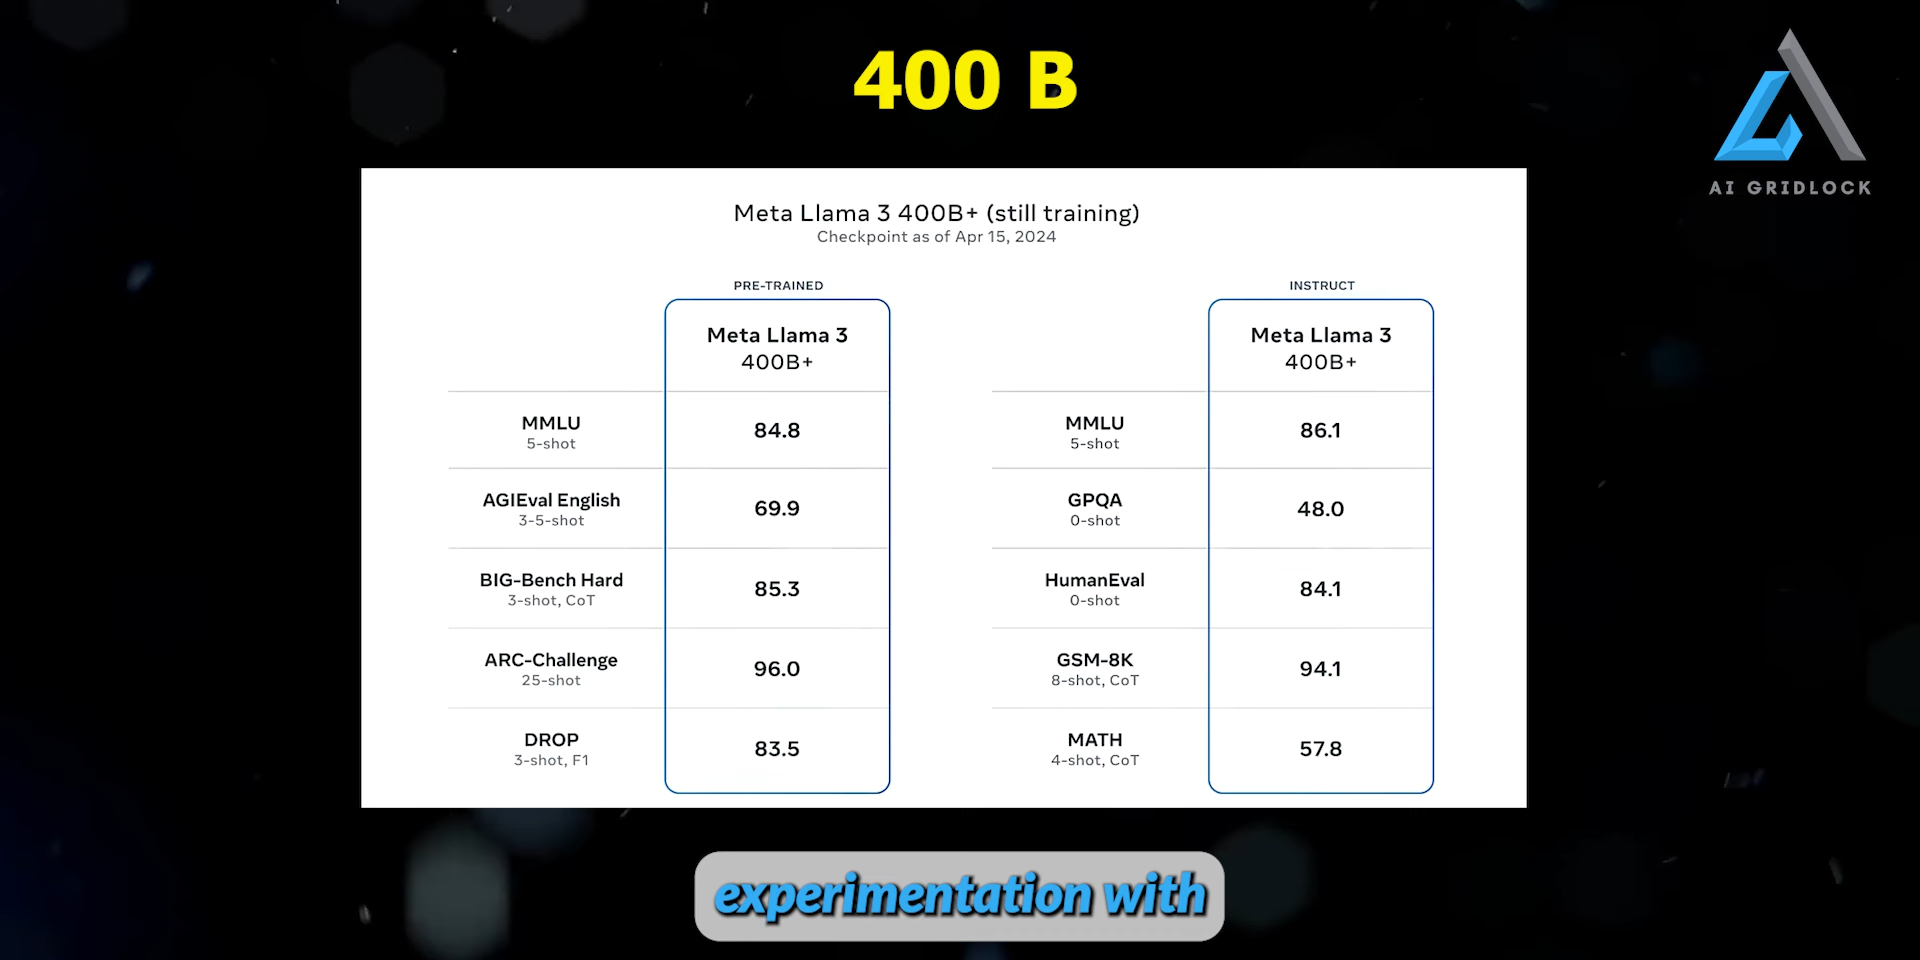 400 B
AI GRIDLOCK
Meta Llama 3 400B+ (still training)
Checkpoint as of Apr 15, 2024
PRE-TRAINED
Meta Llama 3
400B+
MMLU
5-shot
84.8
AGIEval English
3-5-shot
69.9
BIG-Bench Hard
3-shot, CoT
85.3
ARC-Challenge
25-shot
96.0
DROP
3-shot, F1
83.5
INSTRUCT
Meta Llama 3
400B+
MMLU
5-shot
86.1
GPQA
0-shot
48.0
HumanEval
0-shot
84.1
GSM-8K
8-shot, CoT
94.1
MATH
4-shot, CoT
57.8
experimentation with